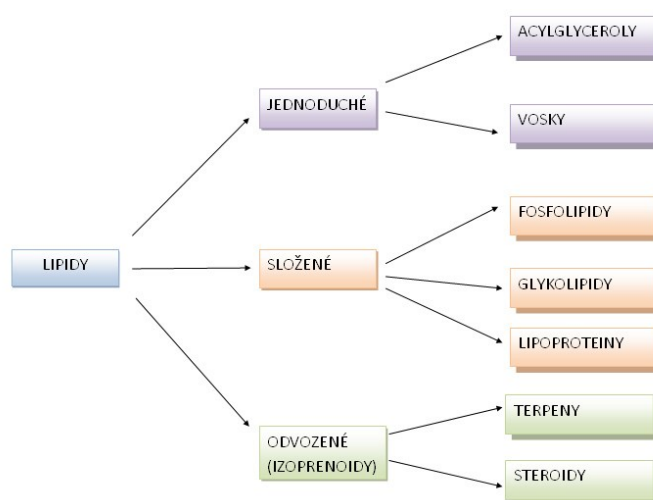 LIPIDY
JEDNODUCHÉ
ACYLGLYCEROLY
VOSKY
SLOŽENÉ
FOSFOLIPIDY
GLYKOLIPIDY
LIPOPROTEINY
ODVOZENÉ
(IZOPRENOIDY)
TERPENY
STEROIDY